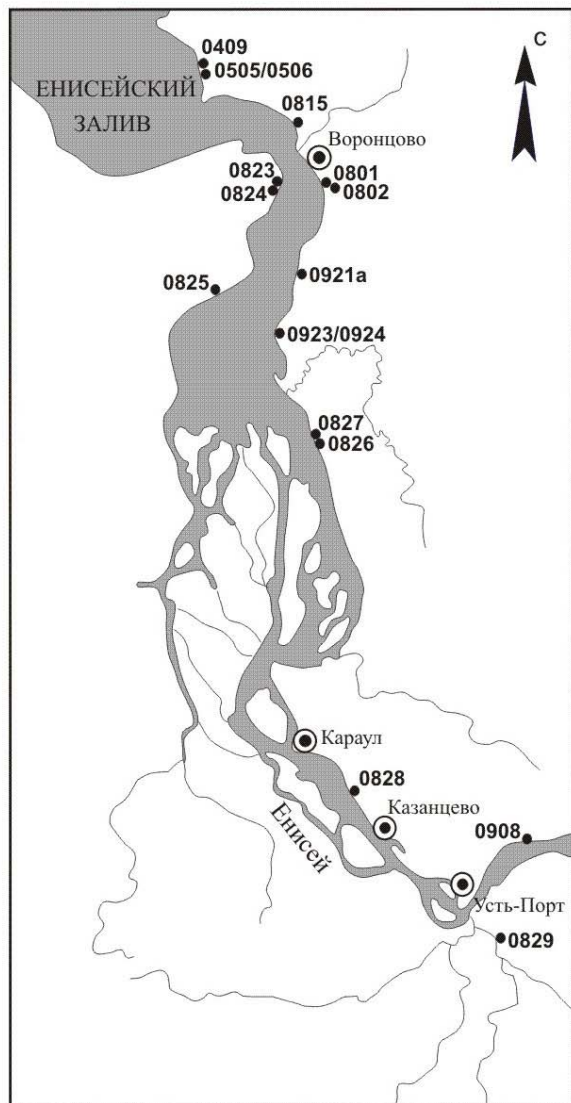 0409
С
0505/0506
ЕНИСЕЙСКИЙ
ЗАЛИВ
0815
Воронцово
0823
0801
0824
0802
0921а
0825
0923/0924
0827
0826
Караул
0828
Казанцево
Енисей
0908
Усть-Порт
0829